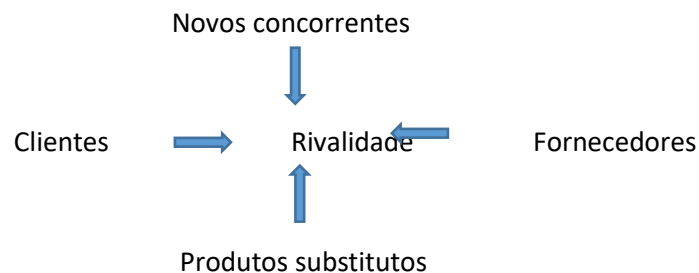 Novos concorrentes
Clientes Rivalidade Fornecedores
Produtos substitutos